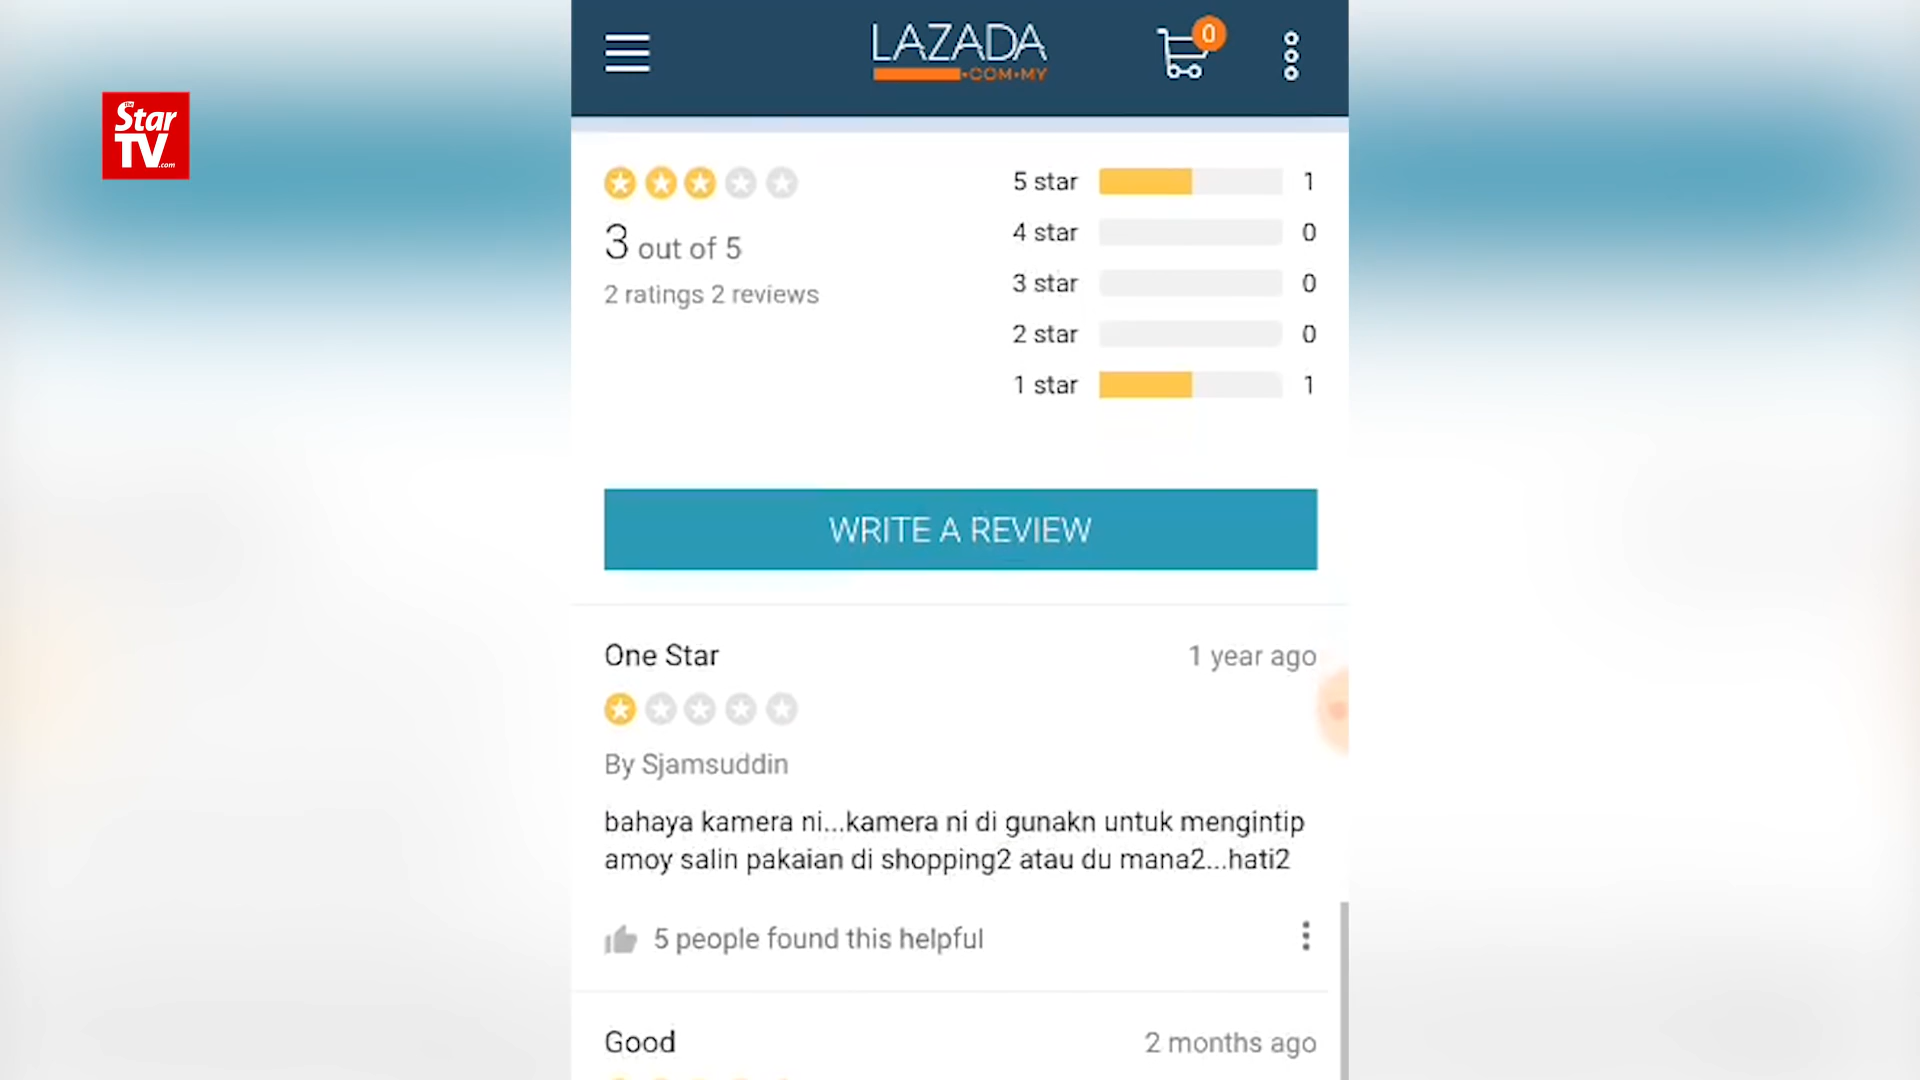 The
Star
TV
.com
LAZADA
.COM.MY
0
3 out of 5
2 ratings 2 reviews
5 star 1
4 star 0
3 star 0
2 star 0
1 star 1
WRITE A REVIEW
One Star 1 year ago
By Sjamsuddin
bahaya kamera ni...kamera ni di gunakn untuk mengintip
amoy salin pakaian di shopping2 atau du mana2...hati2
5 people found this helpful
Good 2 months ago